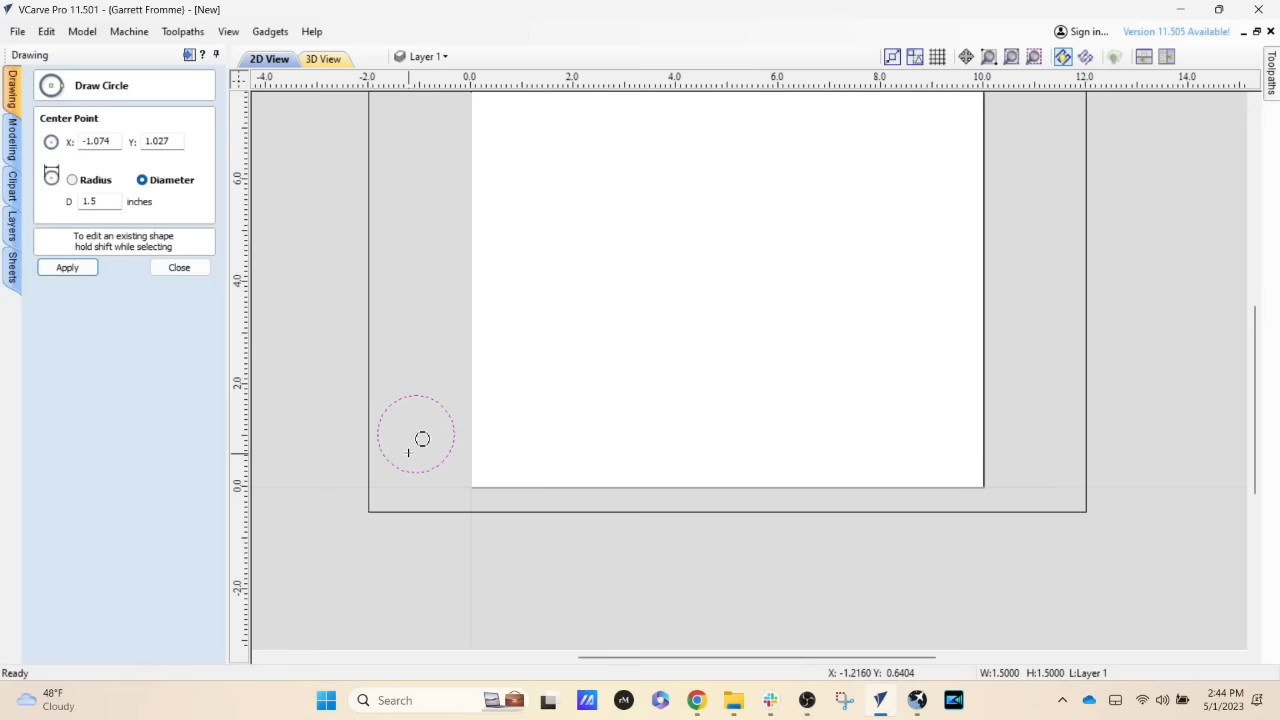 VCarve Pro 11.501 - {Garrett Fromme} - [New]
File Edit Model Machine Toolpaths View Gadgets Help
Sign in... Version 11.505 Available!
Drawing ?
2D View 3D View Layer 1
Draw Circle
-4.0 -2.0 0.0 2.0 4.0 6.0 8.0 10.0 12.0 14.0
Center Point
X: -1.074 Y: 1.027
Radius Diameter
D 1.5 inches
To edit an existing shape
hold shift while selecting
Apply Close
Drawing
Modeling
Clipart
Layers
Sheets
Toolpaths
6.0
4.0
2.0
0.0
-2.0
Ready X: -1.2160 Y: 0.6404 W:1.5000 H:1.5000 L:Layer 1
48°F
Cloudy
Search
rM
2:44 PM
5/1/2023